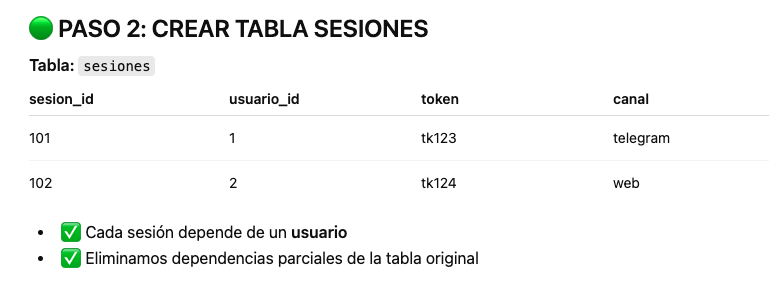 🟢 PASO 2: CREAR TABLA SESIONES
Tabla: sesiones
sesion_id usuario_id token canal
101 1 tk123 telegram
102 2 tk124 web
• ✅ Cada sesión depende de un usuario
• ✅ Eliminamos dependencias parciales de la tabla original